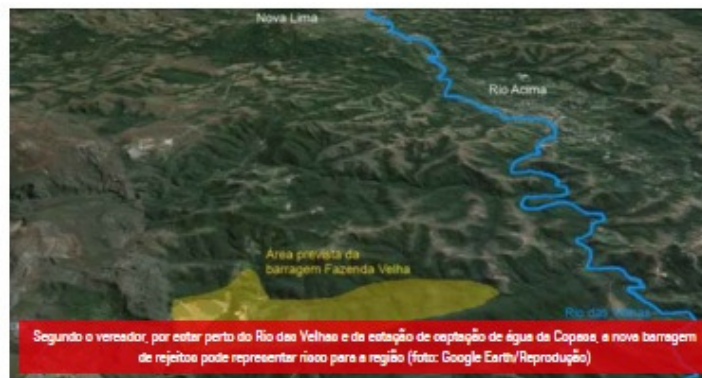 Nova Lima
Rio Acima
Área prevista da
barragem Fazenda Velha
Rio das Velhas
Segundo o vereador, por estar perto do Rio das Velhas e da estação de captação de água da Copasa, a nova barragem
de rejeitos pode representar risco para a região (foto: Google Earth/Reprodução)